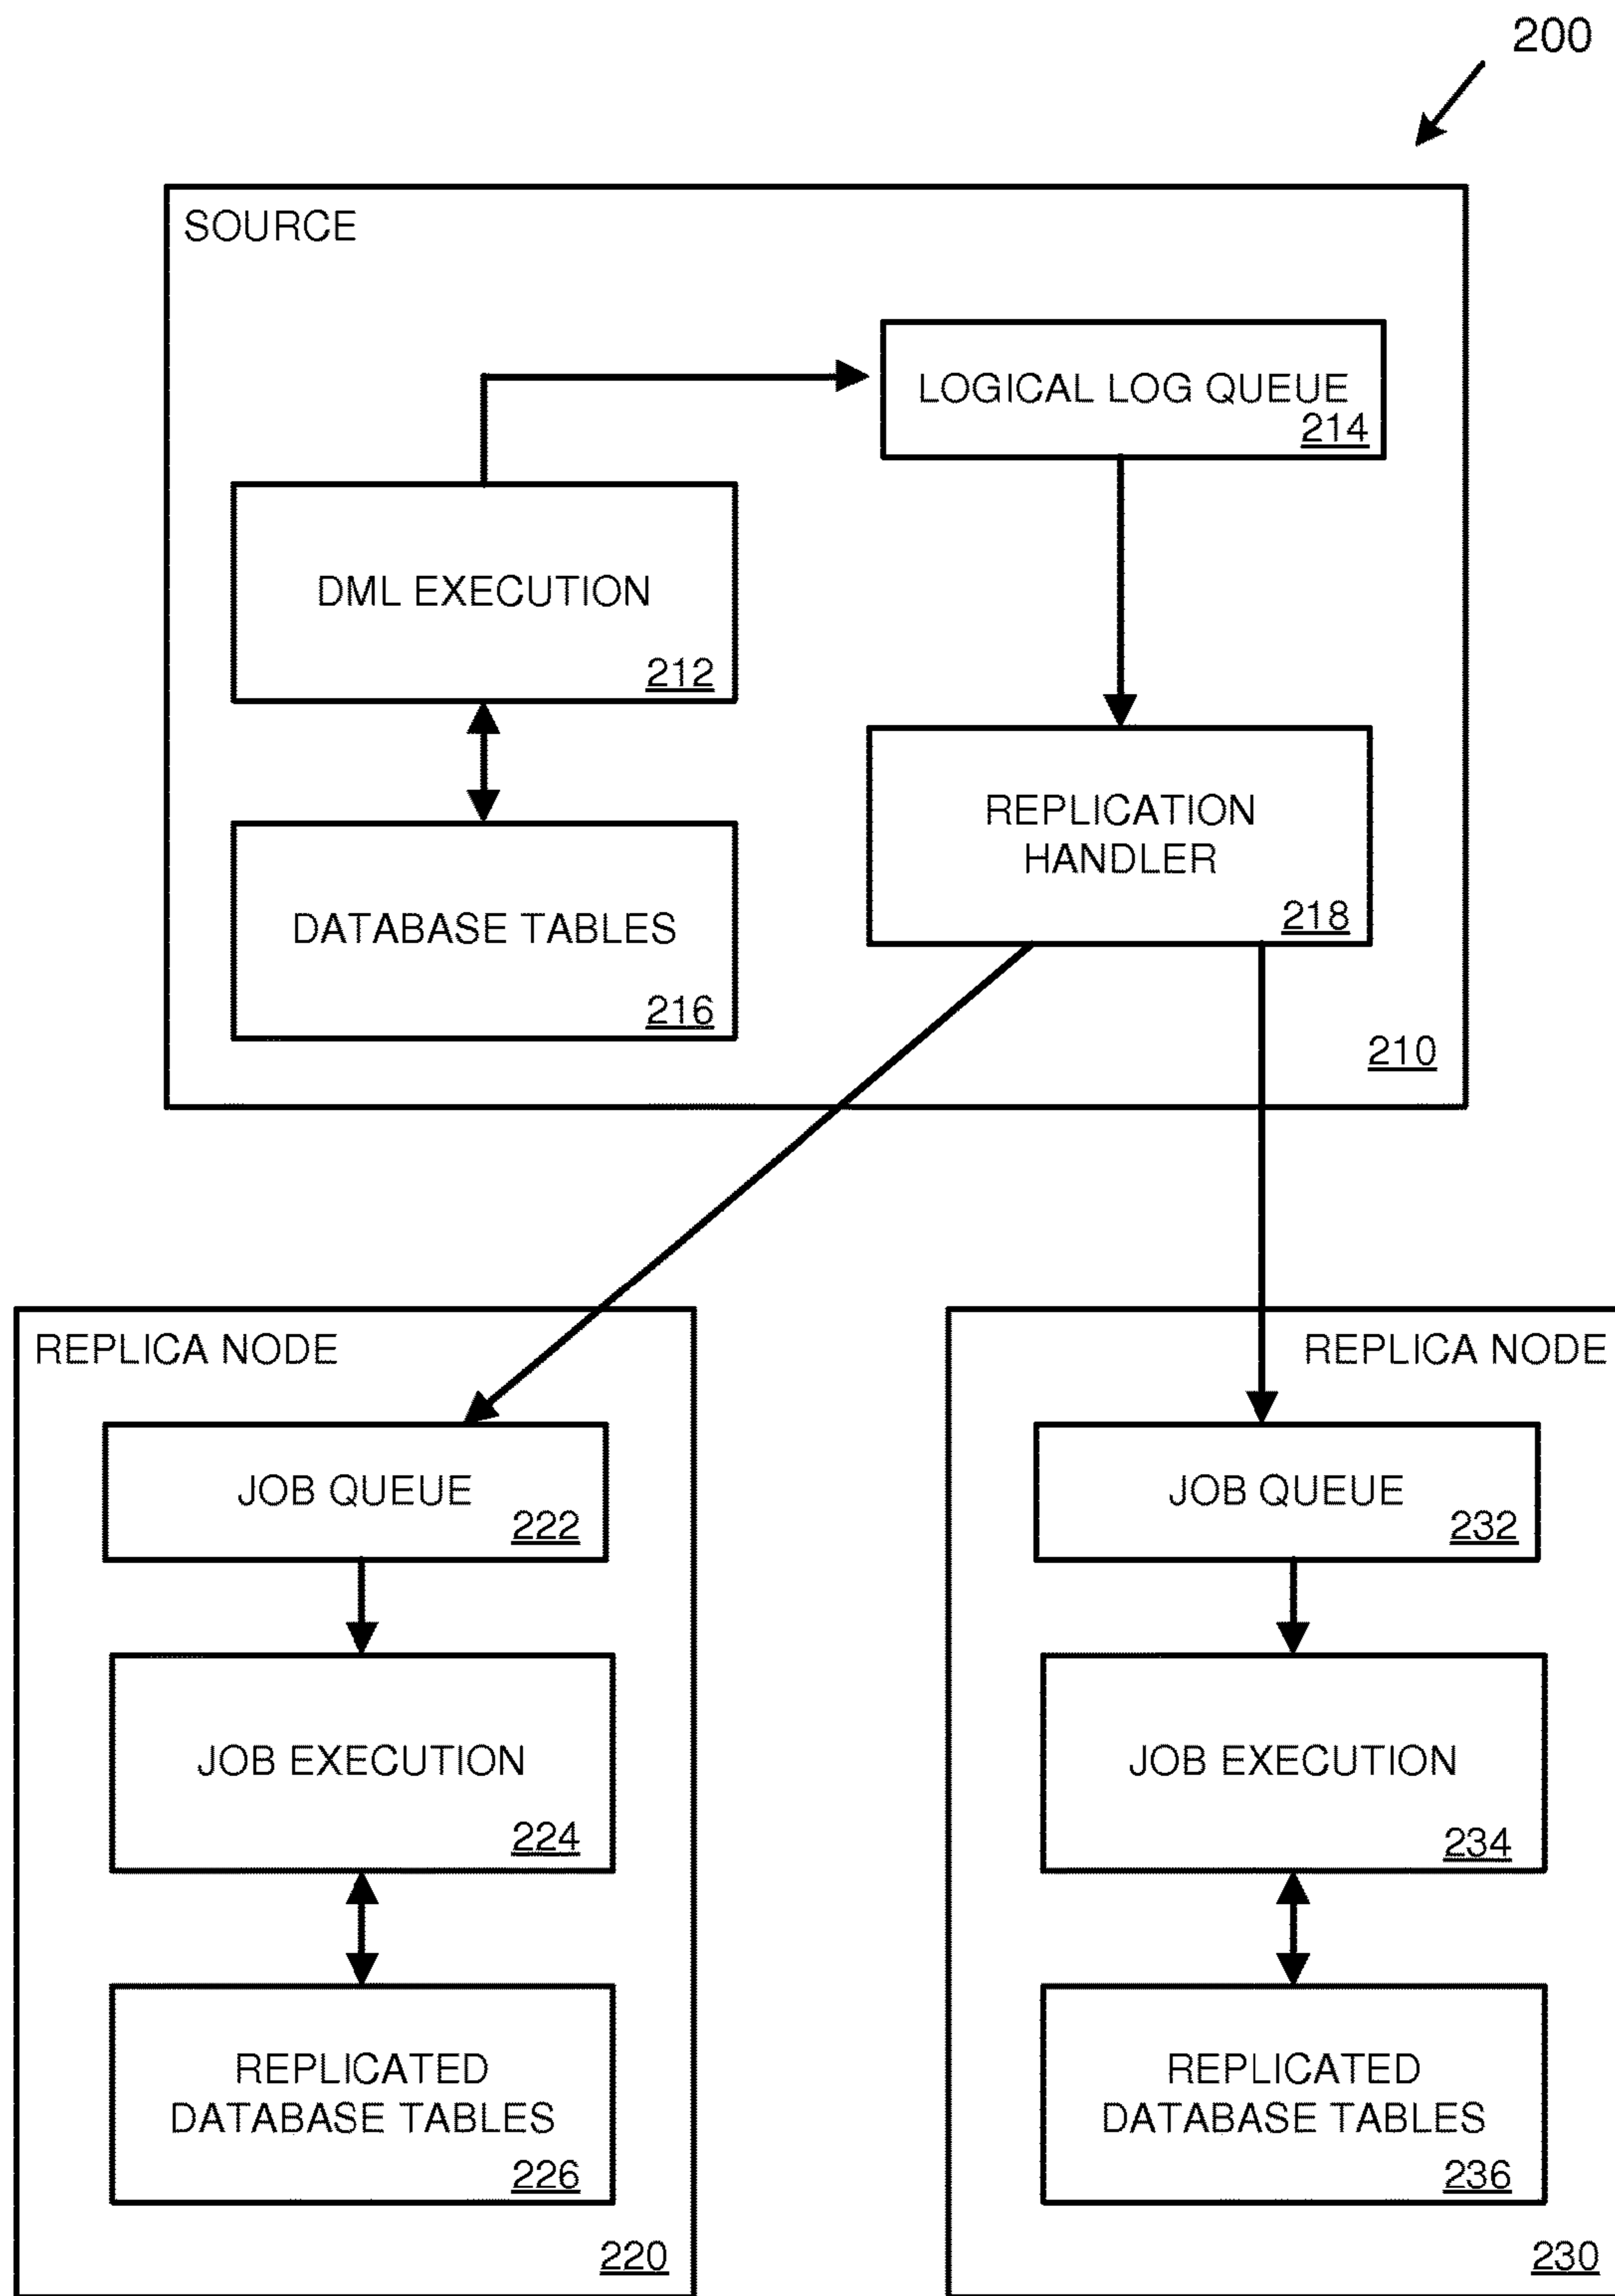 200
SOURCE
LOGICAL LOG QUEUE
214
DML EXECUTION
212
REPLICATION
HANDLER
218
DATABASE TABLES
216
210
REPLICA NODE
JOB QUEUE
222
JOB EXECUTION
224
REPLICATED
DATABASE TABLES
226
220
REPLICA NODE
JOB QUEUE
232
JOB EXECUTION
234
REPLICATED
DATABASE TABLES
236
230